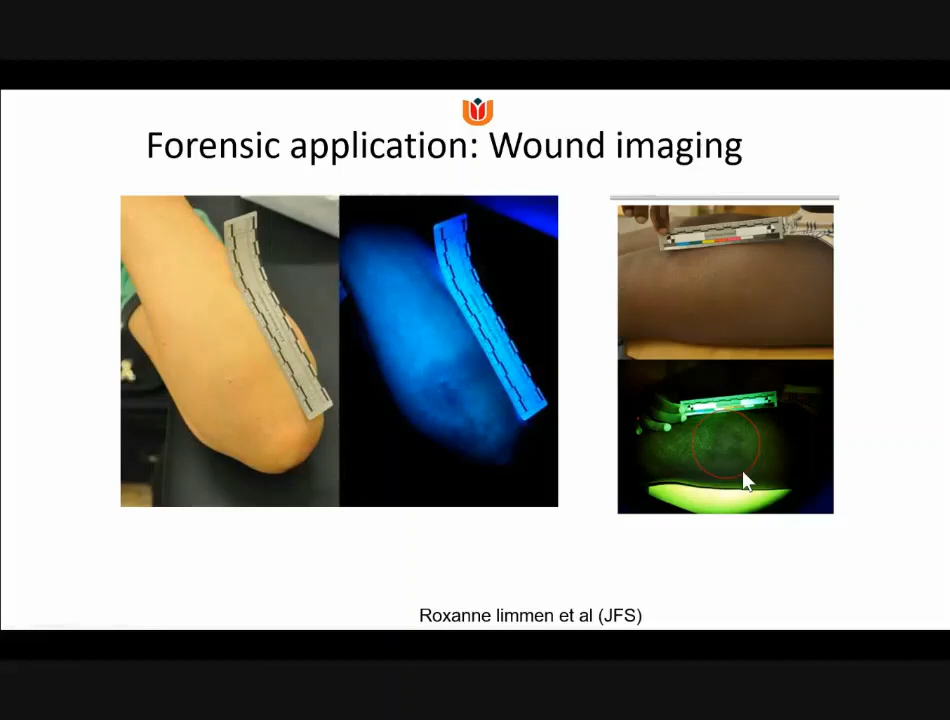 Forensic application: Wound imaging
Roxanne limmen et al (JFS)